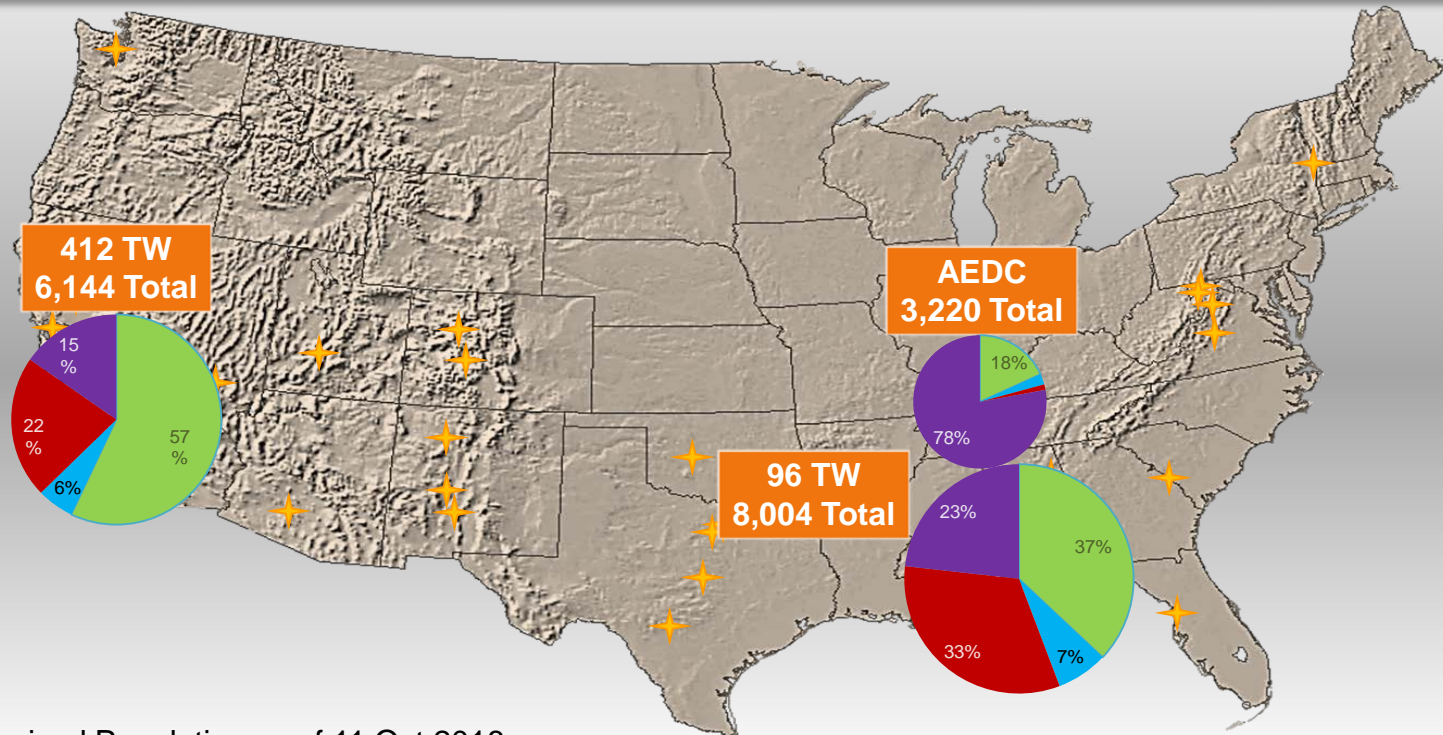 412 TW
6,144 Total
15
%
22
%
57
%
6%
AEDC
3,220 Total
18%
78%
96 TW
8,004 Total
23%
37%
33%
7%